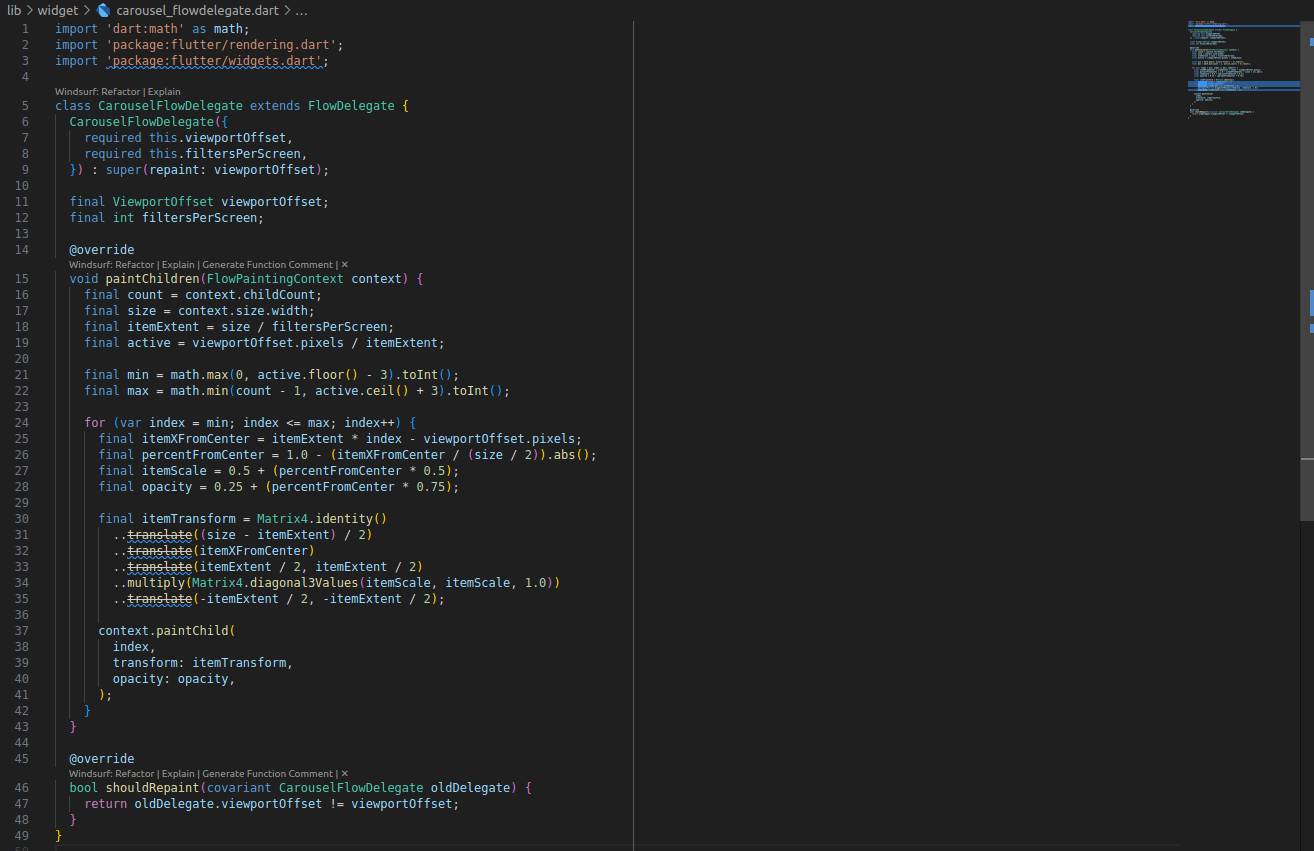 lib > widget > carousel_flowdelegate.dart > ...
1 import 'dart:math' as math;
2 import 'package:flutter/rendering.dart';
3 import 'package:flutter/widgets.dart';
4
Windsurf: Refactor | Explain
5 class CarouselFlowDelegate extends FlowDelegate {
6   CarouselFlowDelegate({
7     required this.viewportOffset,
8     required this.filtersPerScreen,
9   }) : super(repaint: viewportOffset);
10
11   final ViewportOffset viewportOffset;
12   final int filtersPerScreen;
13
14   @override
Windsurf: Refactor | Explain | Generate Function Comment | ✕
15   void paintChildren(FlowPaintingContext context) {
16     final count = context.childCount;
17     final size = context.size.width;
18     final itemExtent = size / filtersPerScreen;
19     final active = viewportOffset.pixels / itemExtent;
20
21     final min = math.max(0, active.floor() - 3).toInt();
22     final max = math.min(count - 1, active.ceil() + 3).toInt();
23
24     for (var index = min; index <= max; index++) {
25       final itemXFromCenter = itemExtent * index - viewportOffset.pixels;
26       final percentFromCenter = 1.0 - (itemXFromCenter / (size / 2)).abs();
27       final itemScale = 0.5 + (percentFromCenter * 0.5);
28       final opacity = 0.25 + (percentFromCenter * 0.75);
29
30       final itemTransform = Matrix4.identity()
31         ..translate((size - itemExtent) / 2)
32         ..translate(itemXFromCenter)
33         ..translate(itemExtent / 2, itemExtent / 2)
34         ..multiply(Matrix4.diagonal3Values(itemScale, itemScale, 1.0))
35         ..translate(-itemExtent / 2, -itemExtent / 2);
36
37       context.paintChild(
38         index,
39         transform: itemTransform,
40         opacity: opacity,
41       );
42     }
43   }
44
45   @override
Windsurf: Refactor | Explain | Generate Function Comment | ✕
46   bool shouldRepaint(covariant CarouselFlowDelegate oldDelegate) {
47     return oldDelegate.viewportOffset != viewportOffset;
48   }
49 }